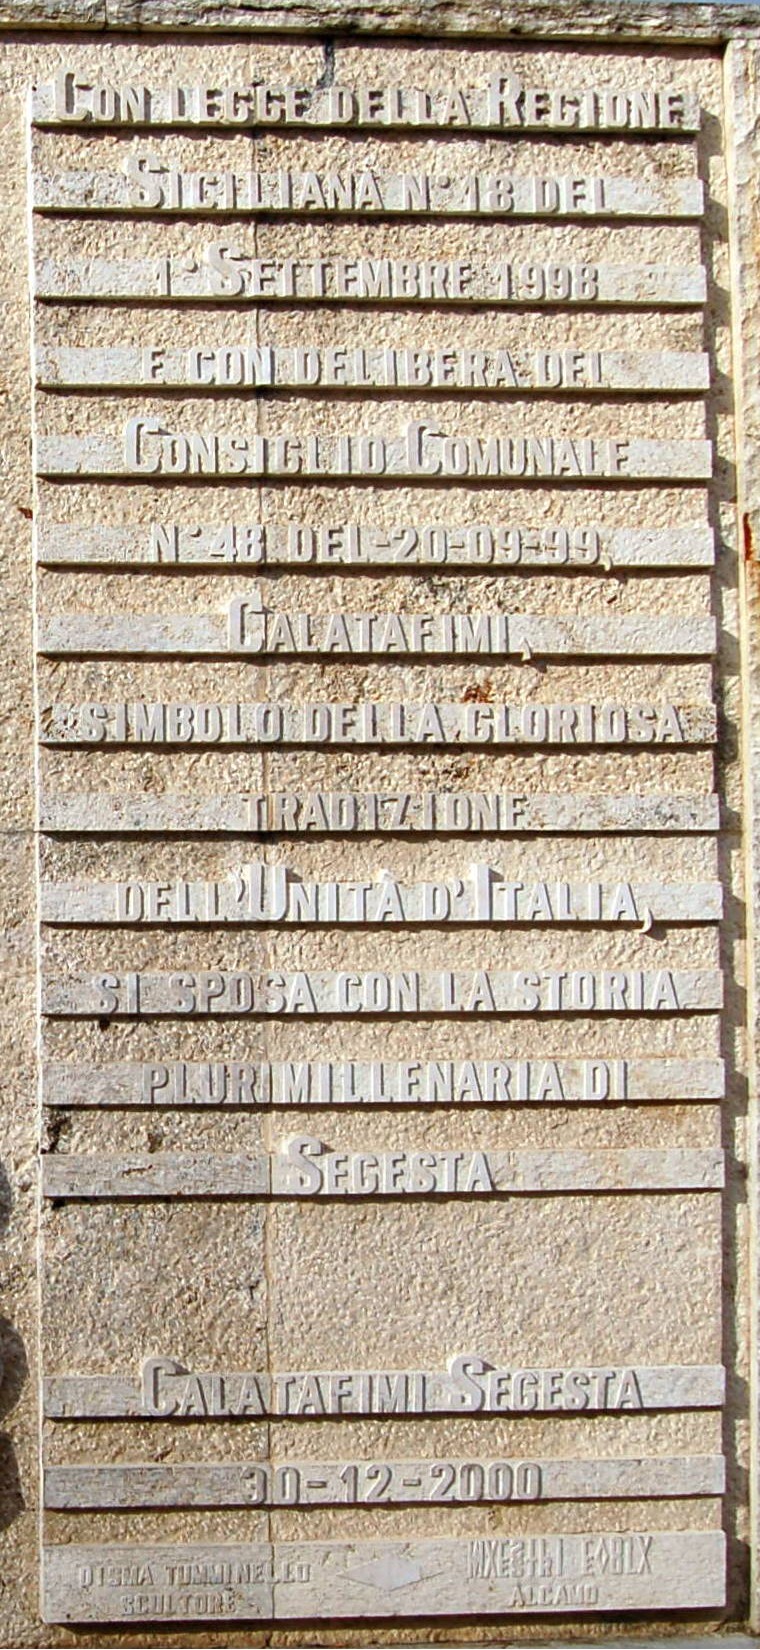 CON LEGGE DELLA REGIONE
SICILIANA N° 18 DEL
1° SETTEMBRE 1998
E CON DELIBERA DEL
CONSIGLIO COMUNALE
N° 48 DEL-20-09-99,
CALATAFIMI,
SIMBOLO DELLA GLORIOSA
TRADIZIONE
DELL'UNITÀ D'ITALIA,
SI SPOSA CON LA STORIA
PLURIMILLENARIA DI
SEGESTA
CALATAFIMI SEGESTA
30-12-2000
DISMA TUMMINELLO
SCULTORE
ALCAMO